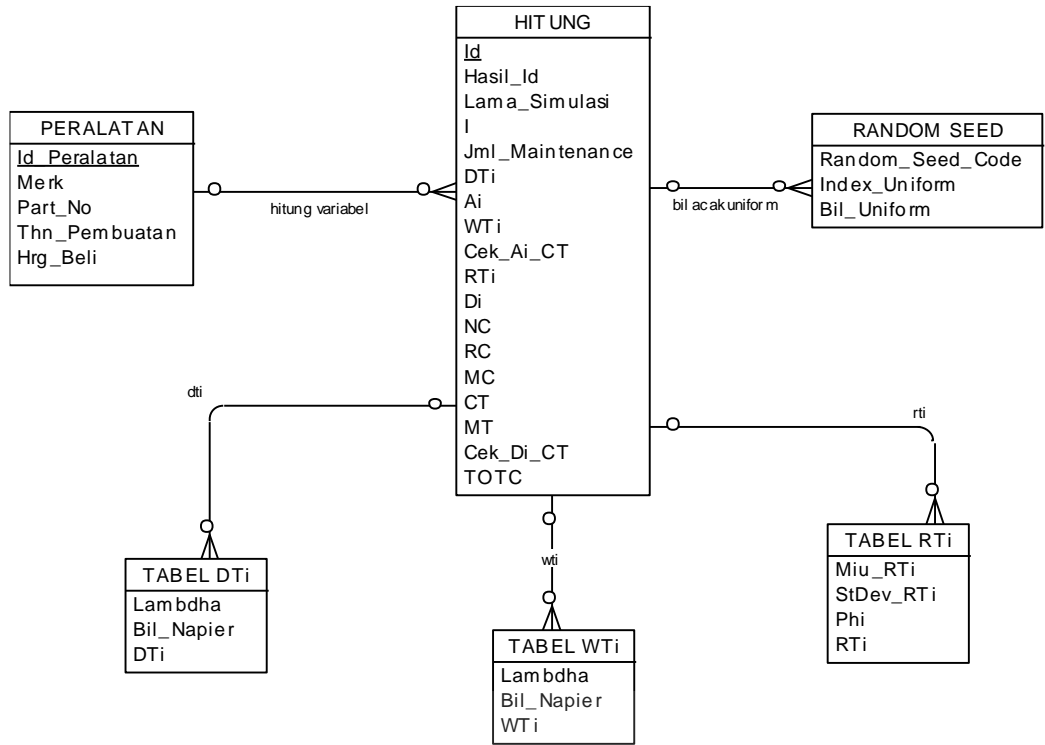 HITUNG
Id
Hasil_Id
Lama_Simulasi
I
Jml_Maintenance
DTi
Ai
WTi
Cek_Ai_CT
RTi
Di
NC
RC
MC
CT
MT
Cek_Di_CT
TOTC
PERALATAN
Id_Peralatan
Merk
Part_No
Thn_Pembuatan
Hrg_Beli
hitung variabel
RANDOM SEED
Random_Seed_Code
Index_Uniform
Bil_Uniform
bil acak uniform
dti
rti
wti
TABEL DTi
Lambdha
Bil_Napier
DTi
TABEL WTi
Lambdha
Bil_Napier
WTi
TABEL RTi
Miu_RTi
StDev_RTi
Phi
RTi